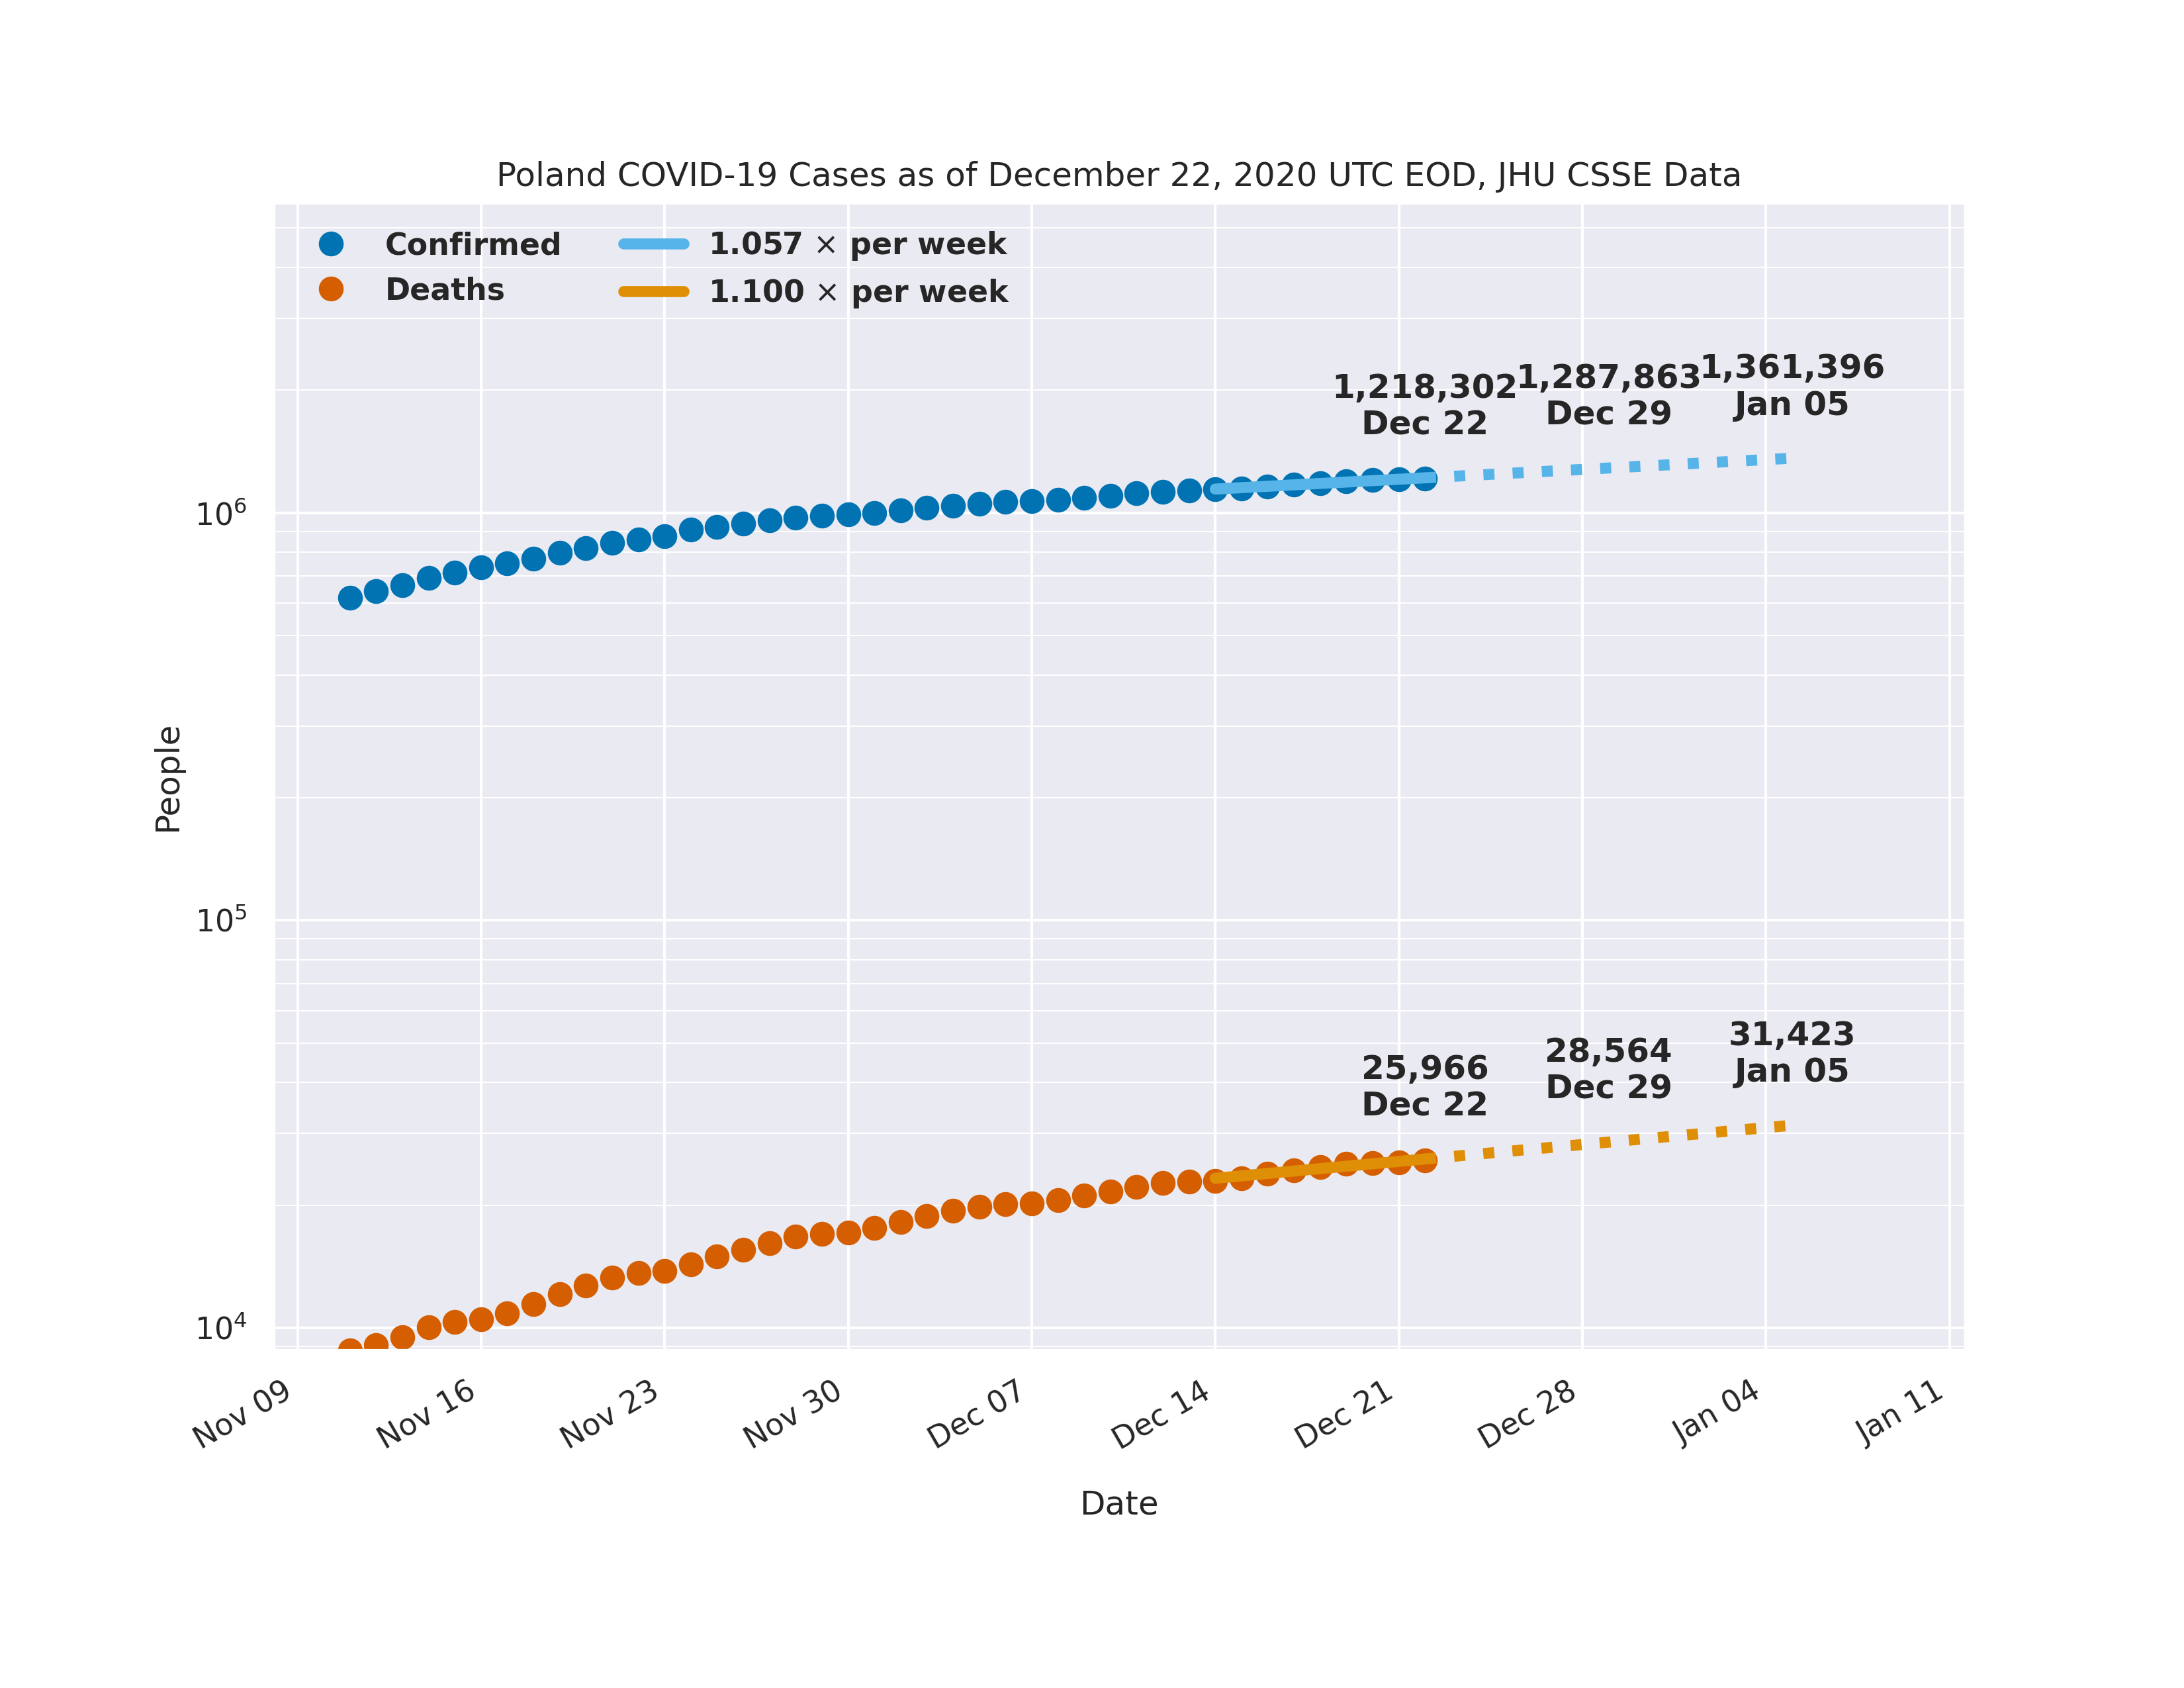 Poland COVID-19 Cases as of December 22, 2020 UTC EOD, JHU CSSE Data
Confirmed
Deaths
1.057 × per week
1.100 × per week
1,218,302
Dec 22
1,287,863
Dec 29
1,361,396
Jan 05
25,966
Dec 22
28,564
Dec 29
31,423
Jan 05
People
10⁶
10⁵
10⁴
Nov 09
Nov 16
Nov 23
Nov 30
Dec 07
Dec 14
Dec 21
Dec 28
Jan 04
Jan 11
Date